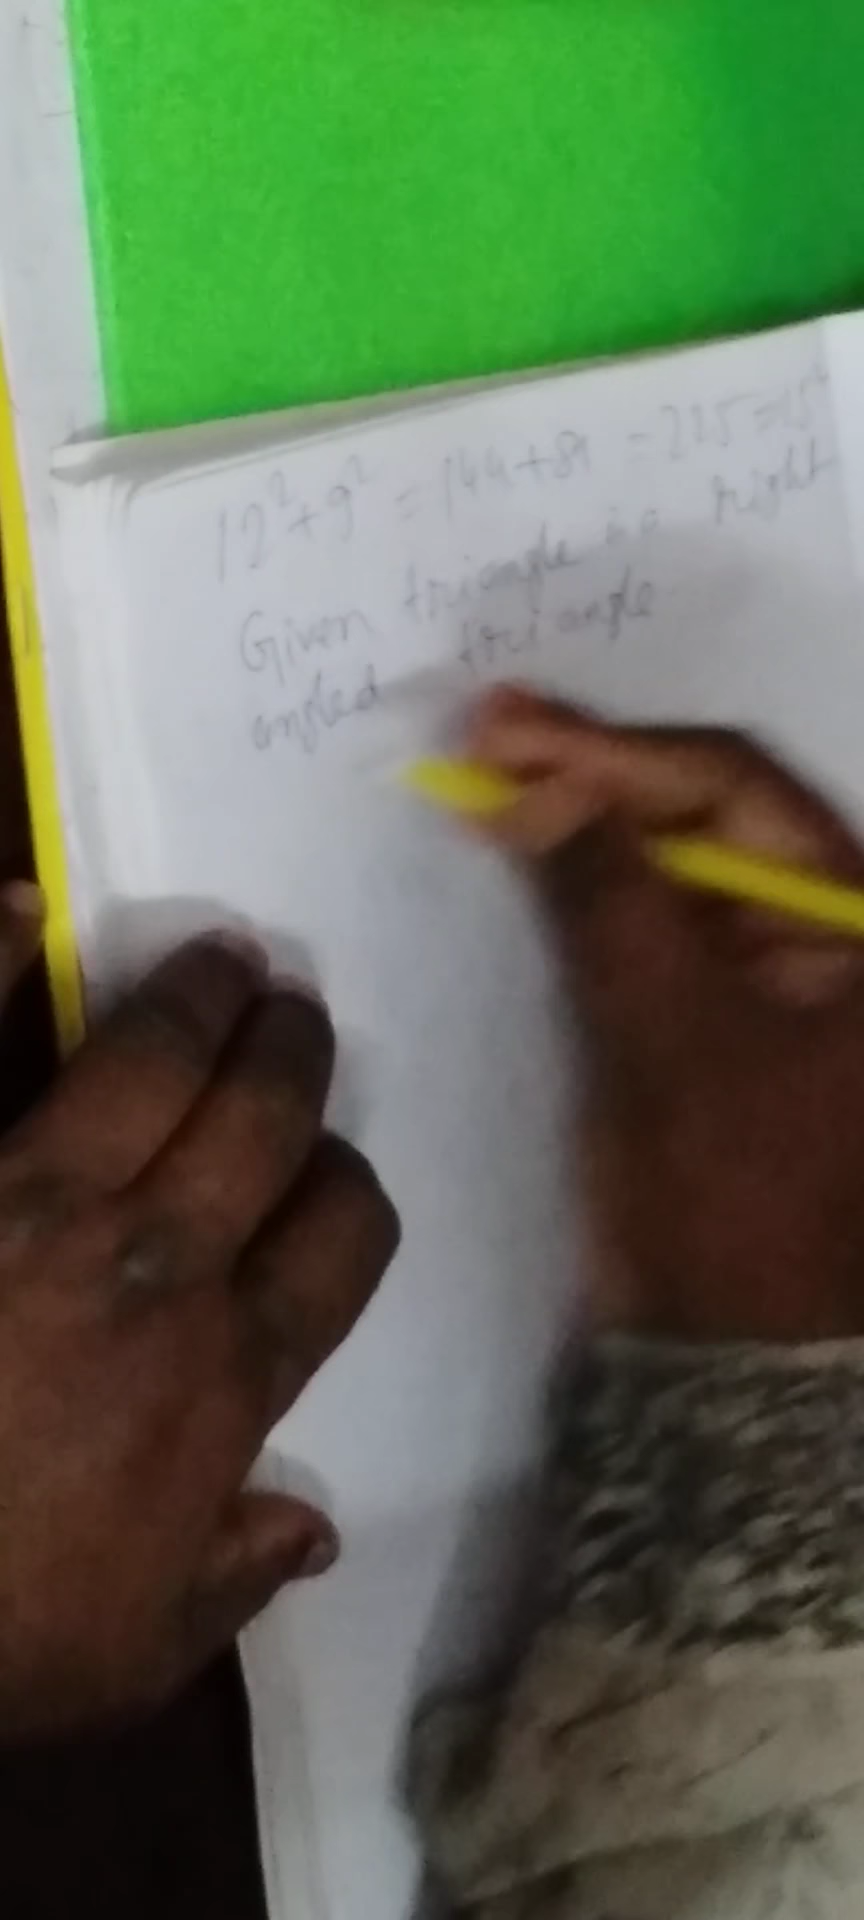 12² + 9² = 144 + 81 = 225 = 15²
Given triangle is right
angled triangle